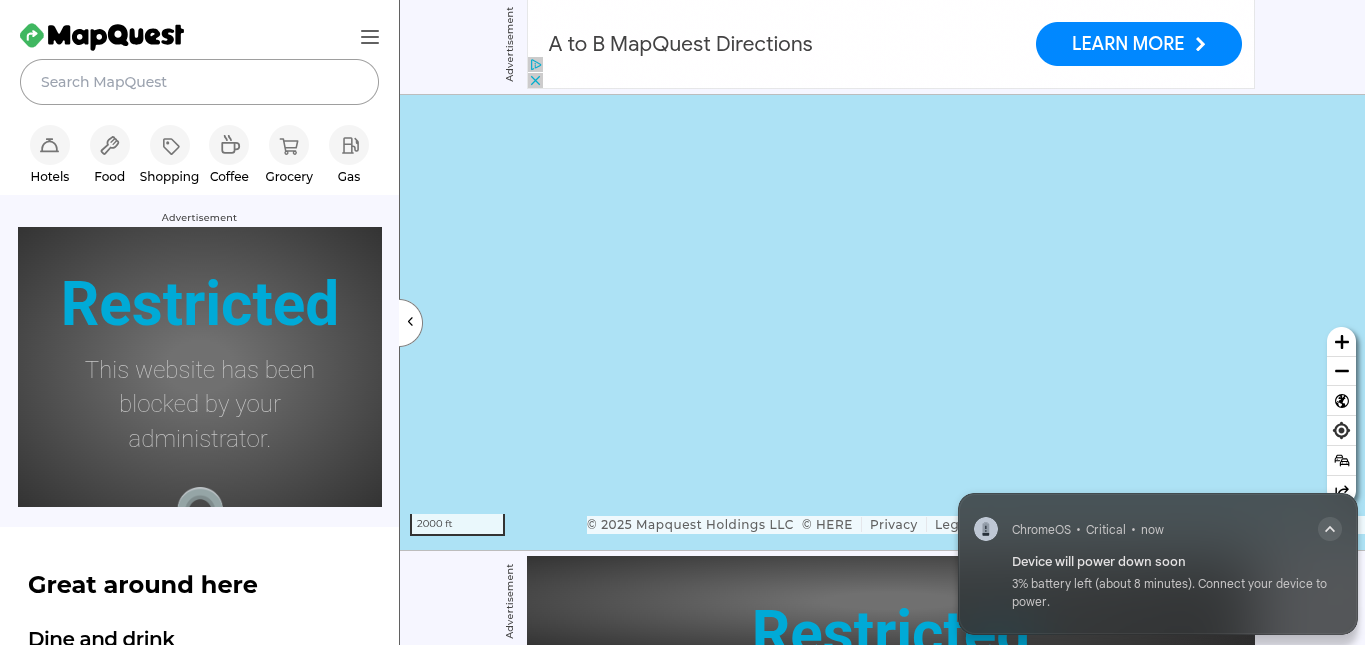 MapQuest
Search MapQuest
Hotels
Food
Shopping
Coffee
Grocery
Gas
Advertisement
Restricted
This website has been
blocked by your
administrator.
Great around here
Dine and drink
Advertisement
A to B MapQuest Directions
LEARN MORE
2000 ft
© 2025 Mapquest Holdings LLC © HERE Privacy Leg
Advertisement
Restricted
ChromeOS • Critical • now
Device will power down soon
3% battery left (about 8 minutes). Connect your device to
power.